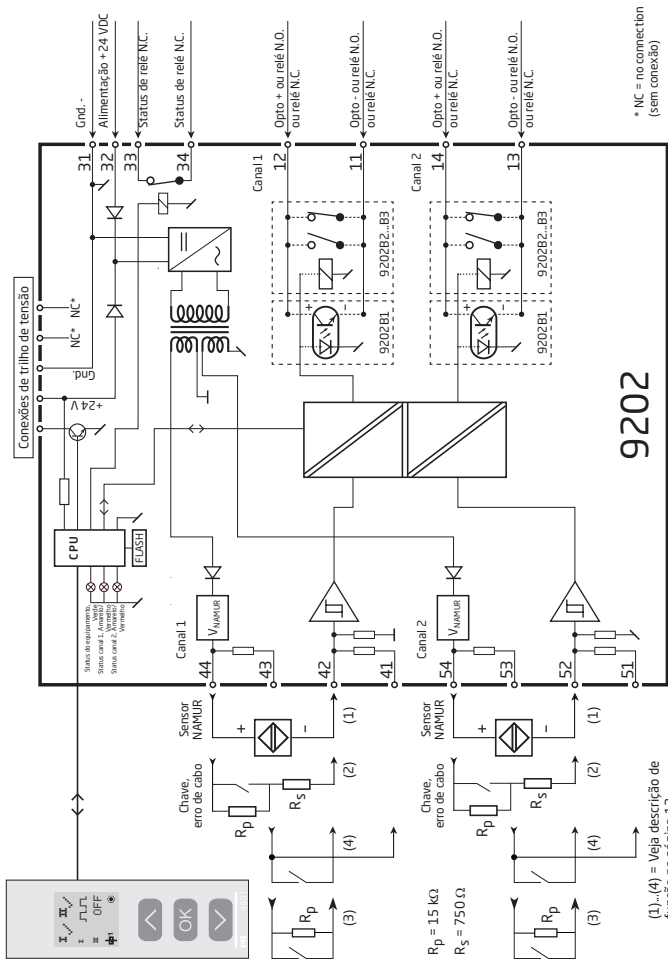 Conexões de trilho de tensão
NC*
NC*
Gnd.
+24 V
Gnd. -
Alimentação + 24 VDC
Status de relé N.C.
Status de relé N.C.
Opto + ou relé N.O.
ou relé N.C.
Opto - ou relé N.O.
ou relé N.C.
Opto + ou relé N.O.
ou relé N.C.
Opto - ou relé N.O.
ou relé N.C.
31
32
33
34
Canal 1
12
11
Canal 2
14
13
* NC = no connection
(sem conexão)
9202B1
9202B2...B3
9202B1
9202B2...B3
+
−
+
−
9202
CPU
FLASH
Status do equipamento,
Verde
Status canal 1, Amarelo/
Vermelho
Status canal 2, Amarelo/
Vermelho
Canal 1
V NAMUR
44
43
42
41
Canal 2
V NAMUR
54
53
52
51
Sensor
NAMUR
+
−
(1)
Chave,
erro de cabo
Rp
Rs
(2)
(4)
Rp
(3)
Sensor
NAMUR
+
−
(1)
Chave,
erro de cabo
Rp
Rs
(2)
(4)
Rp
(3)
Rp = 15 kΩ
Rs = 750 Ω
(1)...(4) = Veja descrição de
OFF
OK
PR